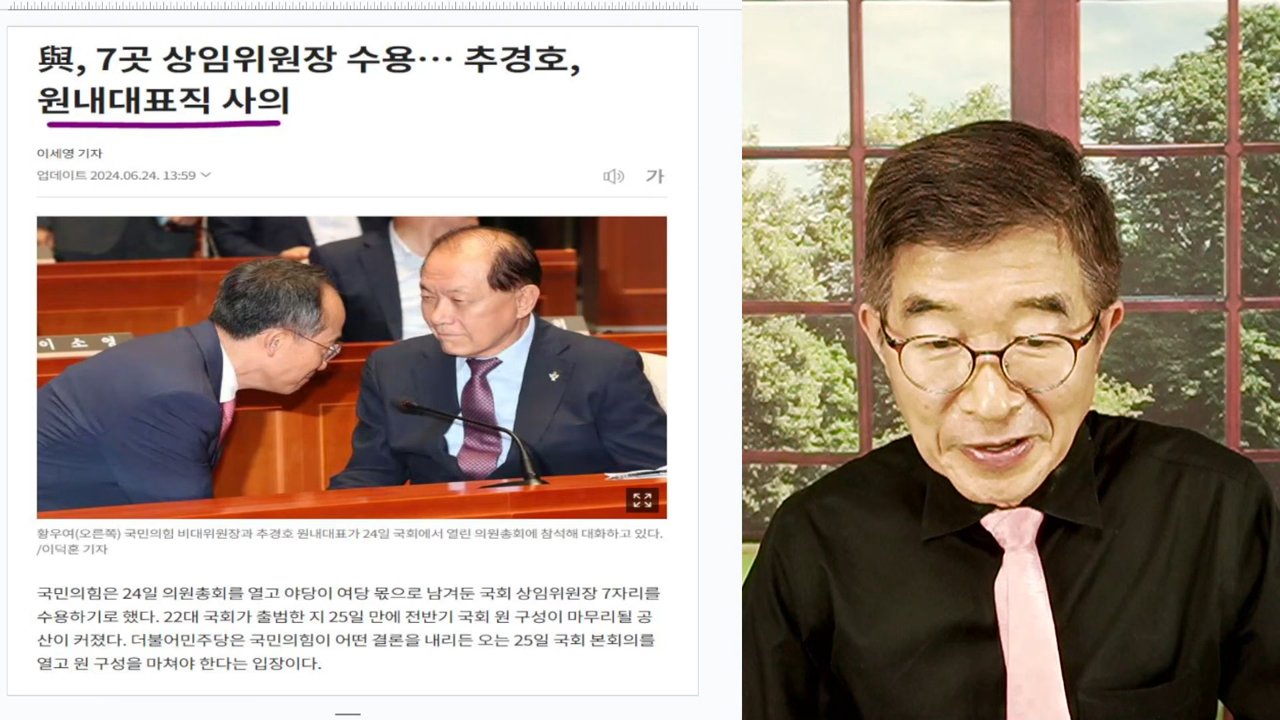 與, 7곳 상임위원장 수용… 추경호,
원내대표직 사의
이세영 기자
업데이트 2024.06.24. 13:59
가
이 소 영
황우여(오른쪽) 국민의힘 비대위원장과 추경호 원내대표가 24일 국회에서 열린 의원총회에 참석해 대화하고 있다.
/이덕훈 기자
국민의힘은 24일 의원총회를 열고 야당이 여당 몫으로 남겨둔 국회 상임위원장 7자리를
수용하기로 했다. 22대 국회가 출범한 지 25일 만에 전반기 국회 원 구성이 마무리될 공
산이 커졌다. 더불어민주당은 국민의힘이 어떤 결론을 내리든 오는 25일 국회 본회의를
열고 원 구성을 마쳐야 한다는 입장이다.